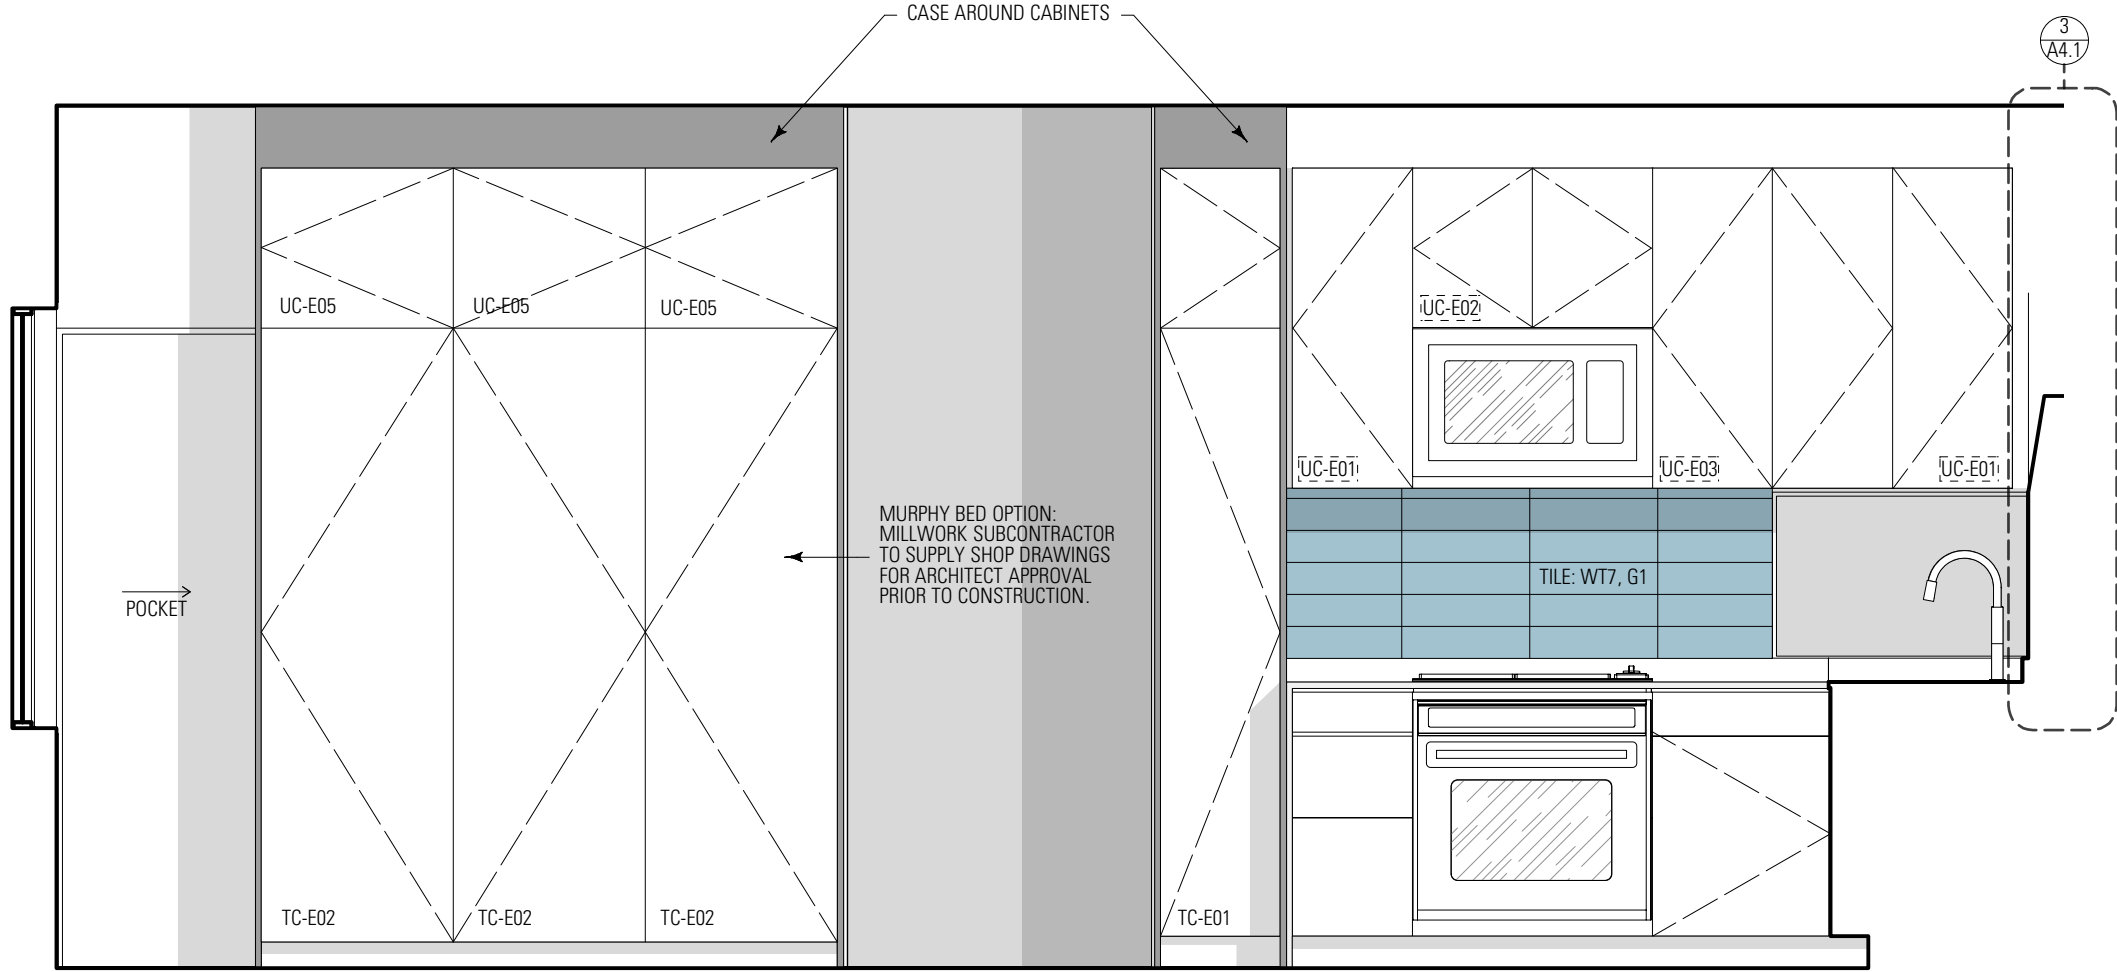 CASE AROUND CABINETS
3
A4.1
UC-E05
UC-E05
UC-E05
UC-E02
UC-E01
UC-E03
UC-E01
MURPHY BED OPTION:
MILLWORK SUBCONTRACTOR
TO SUPPLY SHOP DRAWINGS
FOR ARCHITECT APPROVAL
PRIOR TO CONSTRUCTION.
TILE: WT7, G1
POCKET
TC-E02
TC-E02
TC-E02
TC-E01